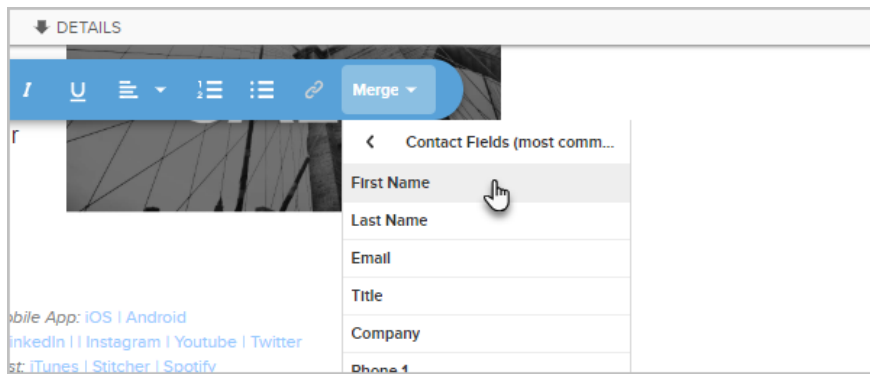 DETAILS
I U Merge
r
Contact Fields (most comm...
First Name
Last Name
Email
Title
Company
Phone 1
bile App: iOS | Android
inkedIn | | Instagram | Youtube | Twitter
st: iTunes | Stitcher | Spotify